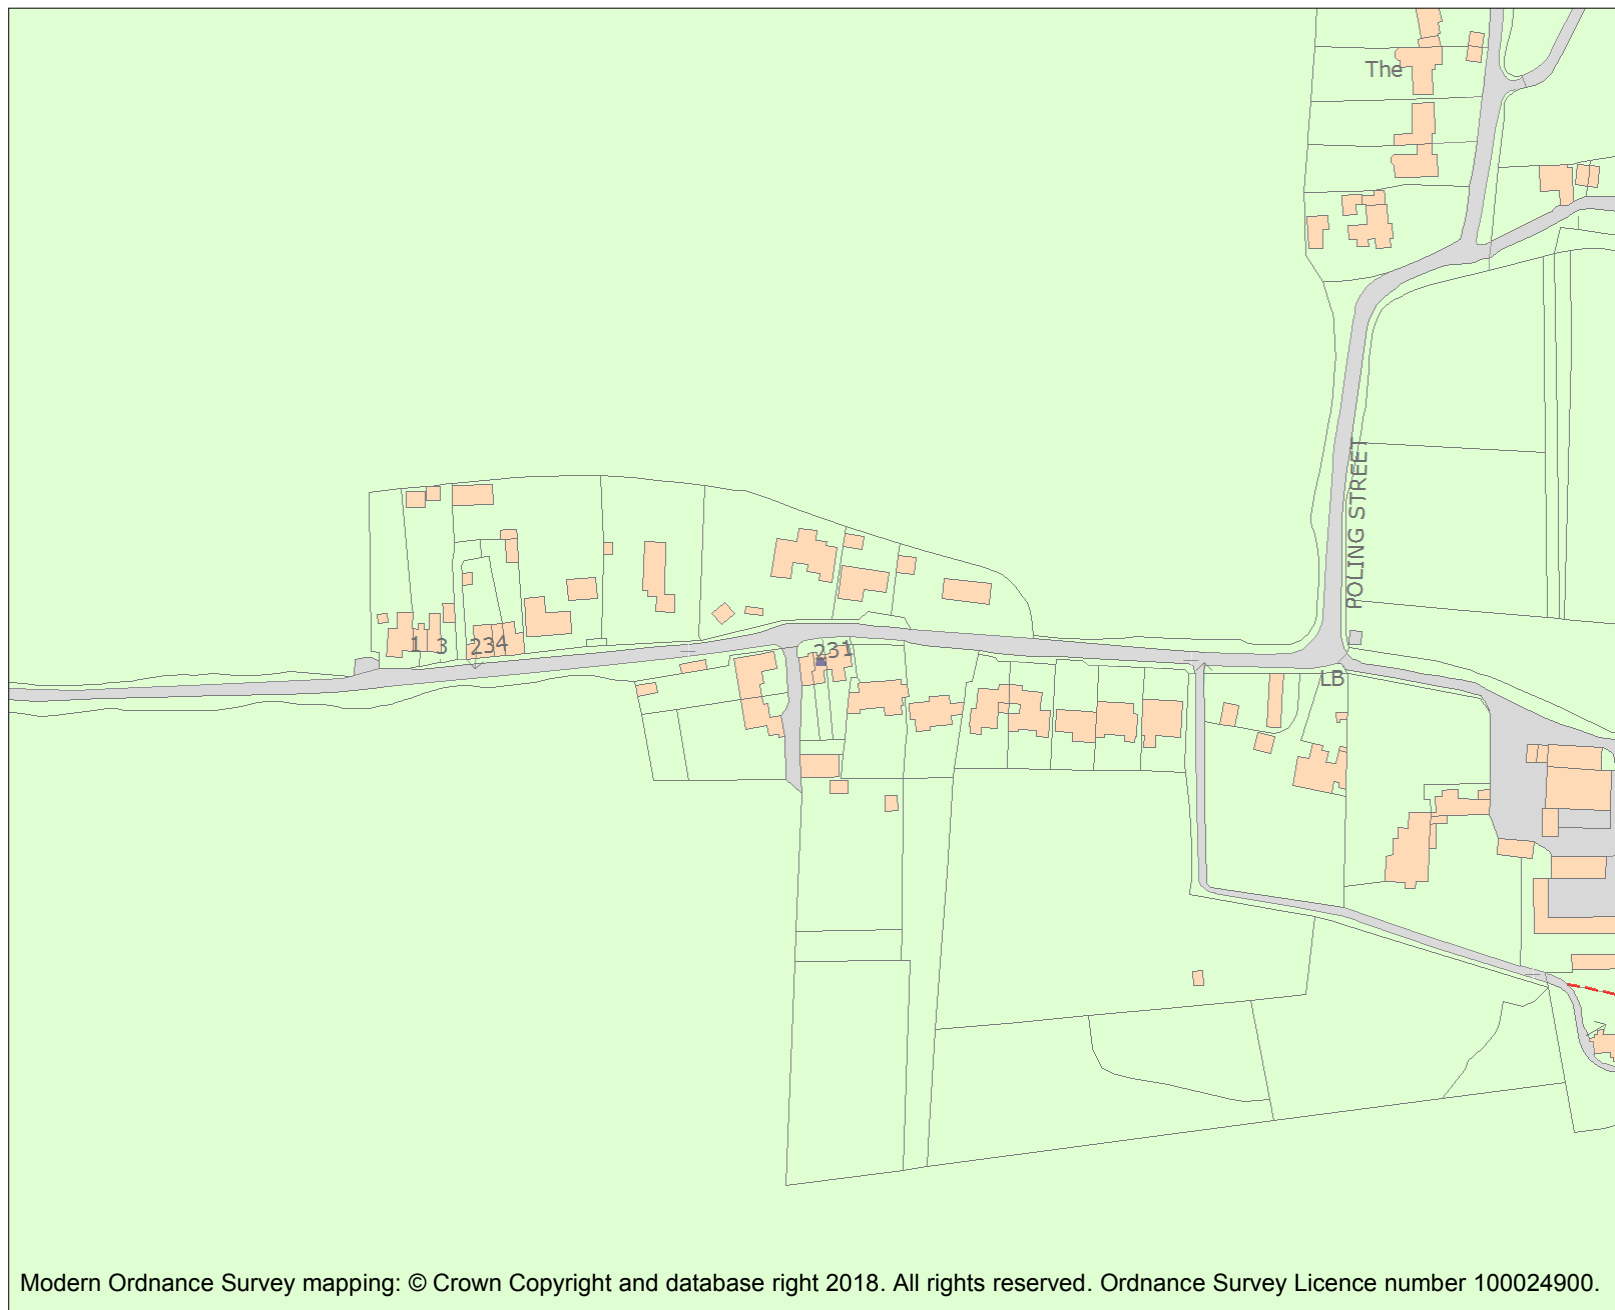 The
POLING STREET
1
3
234
231
LB
Modern Ordnance Survey mapping: © Crown Copyright and database right 2018. All rights reserved. Ordnance Survey Licence number 100024900.